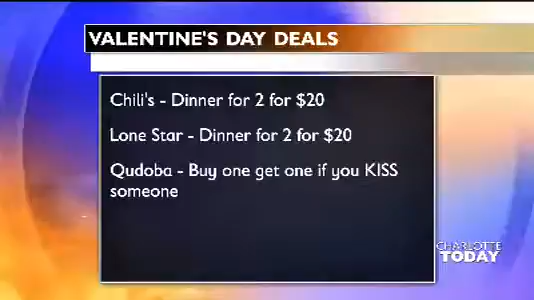 VALENTINE'S DAY DEALS
Chili's - Dinner for 2 for $20
Lone Star - Dinner for 2 for $20
Qudoba - Buy one get one if you KISS
someone
CHARLOTTE
TODAY